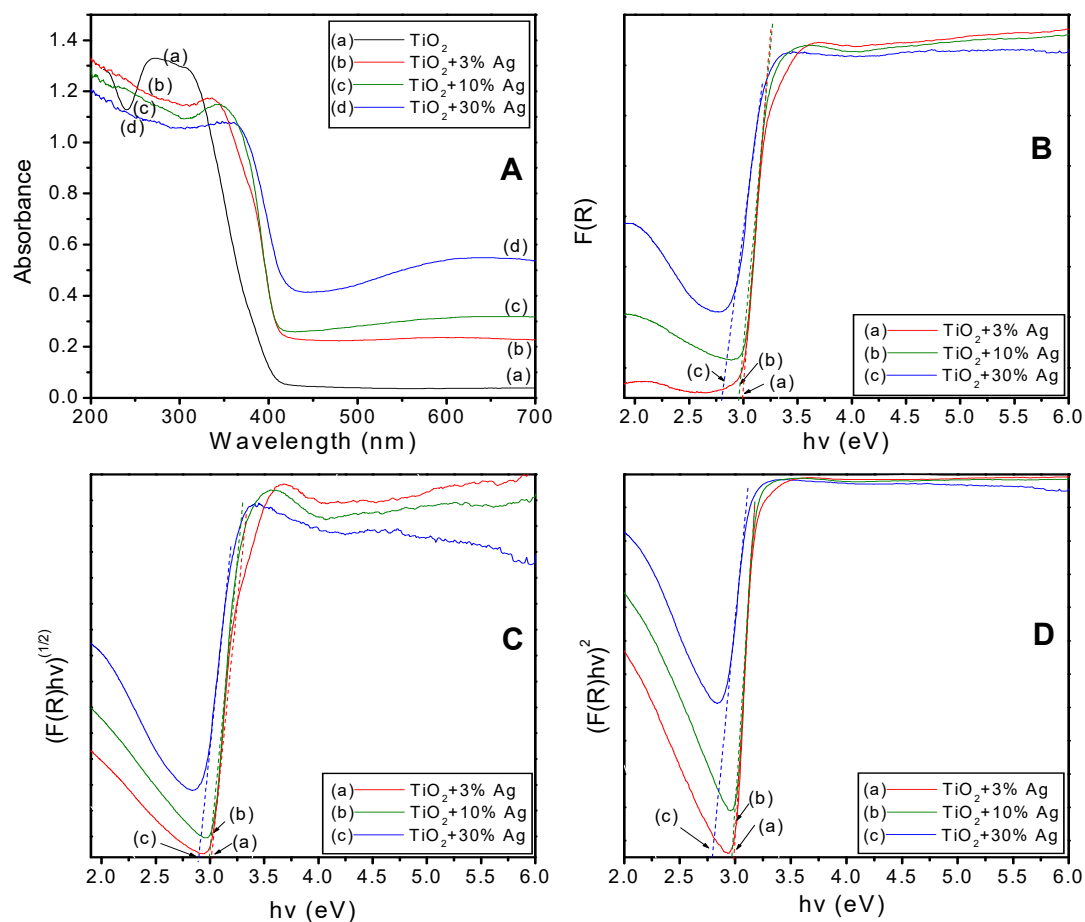 1.4
1.2
1.0
0.8
0.6
0.4
0.2
0.0
Absorbance
200 300 400 500 600 700
Wavelength (nm)
(a) TiO₂
(b) TiO₂+3% Ag
(c) TiO₂+10% Ag
(d) TiO₂+30% Ag
(a)
(b)
(c)
(d)
A
(d)
(c)
(b)
(a)
F(R)
B
(c) (b)
(a)
(a) TiO₂+3% Ag
(b) TiO₂+10% Ag
(c) TiO₂+30% Ag
2.0 2.5 3.0 3.5 4.0 4.5 5.0 5.5 6.0
hν (eV)
(F(R)hν)^(1/2)
C
(b)
(c) (a)
(a) TiO₂+3% Ag
(b) TiO₂+10% Ag
(c) TiO₂+30% Ag
2.0 2.5 3.0 3.5 4.0 4.5 5.0 5.5 6.0
hν (eV)
(F(R)hν)²
D
(b)
(c) (a)
(a) TiO₂+3% Ag
(b) TiO₂+10% Ag
(c) TiO₂+30% Ag
2.0 2.5 3.0 3.5 4.0 4.5 5.0 5.5 6.0
hν (eV)